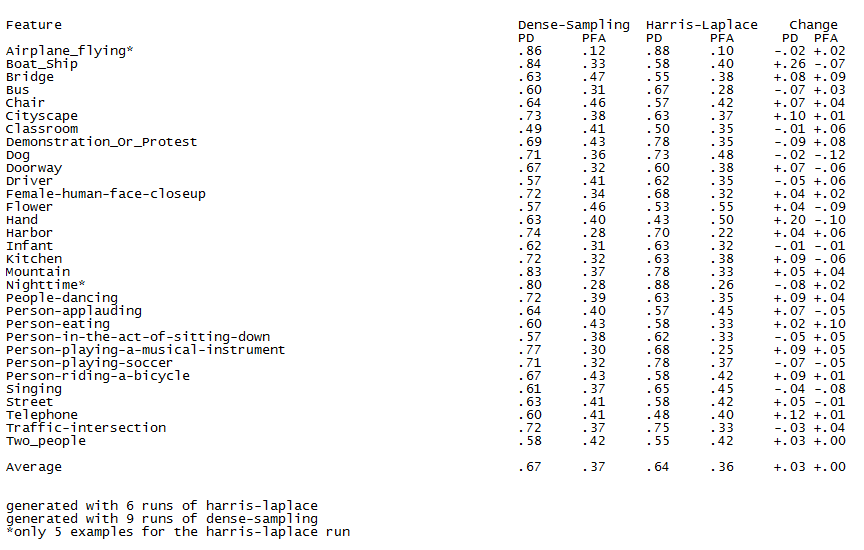 Feature Dense-Sampling Harris-Laplace Change
PD PFA PD PFA PD PFA
Airplane_flying* .86 .12 .88 .10 -.02 +.02
Boat_Ship .84 .33 .58 .40 +.26 -.07
Bridge .63 .47 .55 .38 +.08 +.09
Bus .60 .31 .67 .28 -.07 +.03
Chair .64 .46 .57 .42 +.07 +.04
Cityscape .73 .38 .63 .37 +.10 +.01
Classroom .49 .41 .50 .35 -.01 +.06
Demonstration_Or_Protest .69 .43 .78 .35 -.09 +.08
Dog .71 .36 .73 .48 -.02 -.12
Doorway .67 .32 .60 .38 +.07 -.06
Driver .57 .41 .62 .35 -.05 +.06
Female-human-face-closeup .72 .34 .68 .32 +.04 +.02
Flower .57 .46 .53 .55 +.04 -.09
Hand .63 .40 .43 .50 +.20 -.10
Harbor .74 .28 .70 .22 +.04 +.06
Infant .62 .31 .63 .32 -.01 -.01
Kitchen .72 .32 .63 .38 +.09 -.06
Mountain .83 .37 .78 .33 +.05 +.04
Nighttime* .80 .28 .88 .26 -.08 +.02
People-dancing .72 .39 .63 .35 +.09 +.04
Person-applauding .64 .40 .57 .45 +.07 -.05
Person-eating .60 .43 .58 .33 +.02 +.10
Person-in-the-act-of-sitting-down .57 .38 .62 .33 -.05 +.05
Person-playing-a-musical-instrument .77 .30 .68 .25 +.09 +.05
Person-playing-soccer .71 .32 .78 .37 -.07 -.05
Person-riding-a-bicycle .67 .43 .58 .42 +.09 +.01
Singing .61 .37 .65 .45 -.04 -.08
Street .63 .41 .58 .42 +.05 -.01
Telephone .60 .41 .48 .40 +.12 +.01
Traffic-intersection .72 .37 .75 .33 -.03 +.04
Two_people .58 .42 .55 .42 +.03 +.00
Average .67 .37 .64 .36 +.03 +.00
generated with 6 runs of harris-laplace
generated with 9 runs of dense-sampling
*only 5 examples for the harris-laplace run